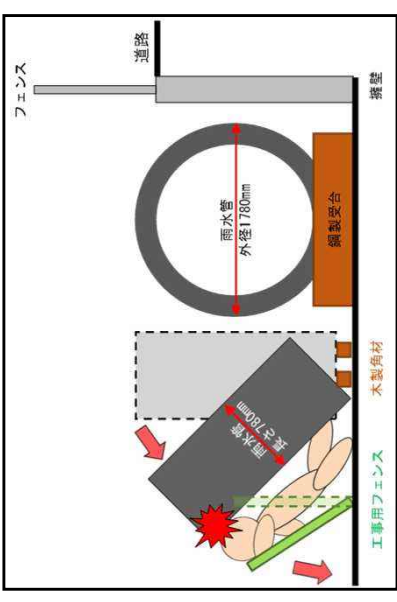 道路
フェンス
擁壁
雨水管
外径1780mm
鋼製受台
雨水管
長さ780mm
木製角材
工事用フェンス